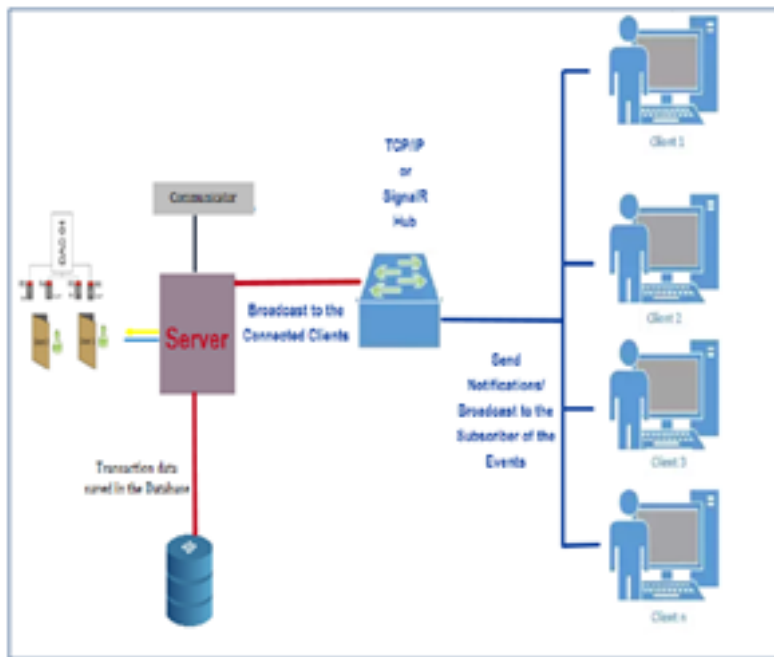 TCP/IP
or
SignalR
Hub
Communicator
Server
Broadcast to the
Connected Clients
Send
Notifications/
Broadcast to the
Subscriber of the
Events
Transaction data
saved in the Database
Client 1
Client 2
Client 3
Client n